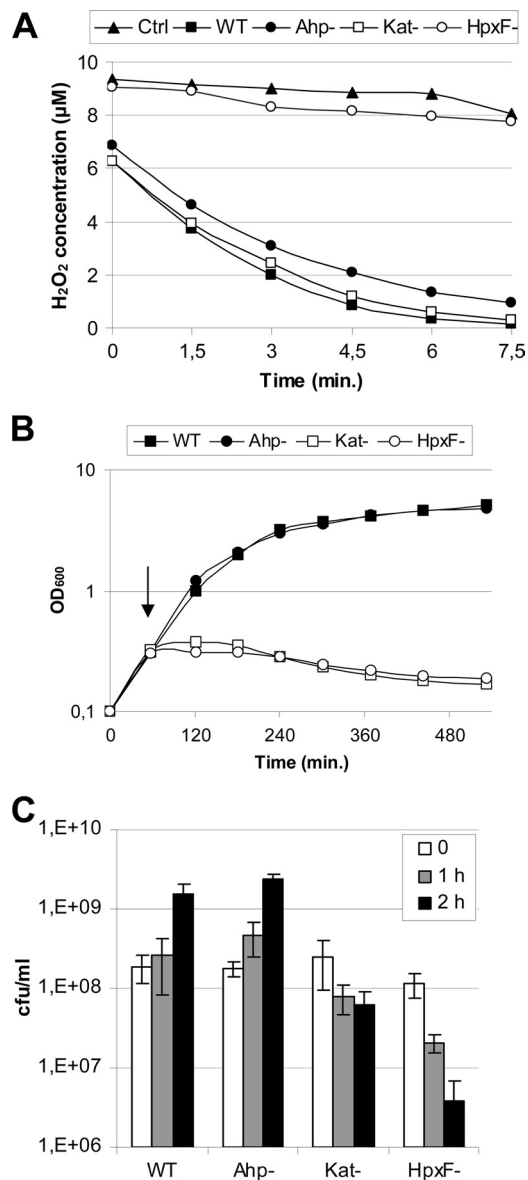 A
Ctrl WT Ahp- Kat- HpxF-
10
8
6
4
2
0
H₂O₂ concentration (µM)
0 1,5 3 4,5 6 7,5
Time (min.)
B
WT Ahp- Kat- HpxF-
10
1
0,1
OD₆₀₀
0 120 240 360 480
Time (min.)
C
1,E+10
1,E+09
1,E+08
1,E+07
1,E+06
cfu/ml
0
1 h
2 h
WT Ahp- Kat- HpxF-